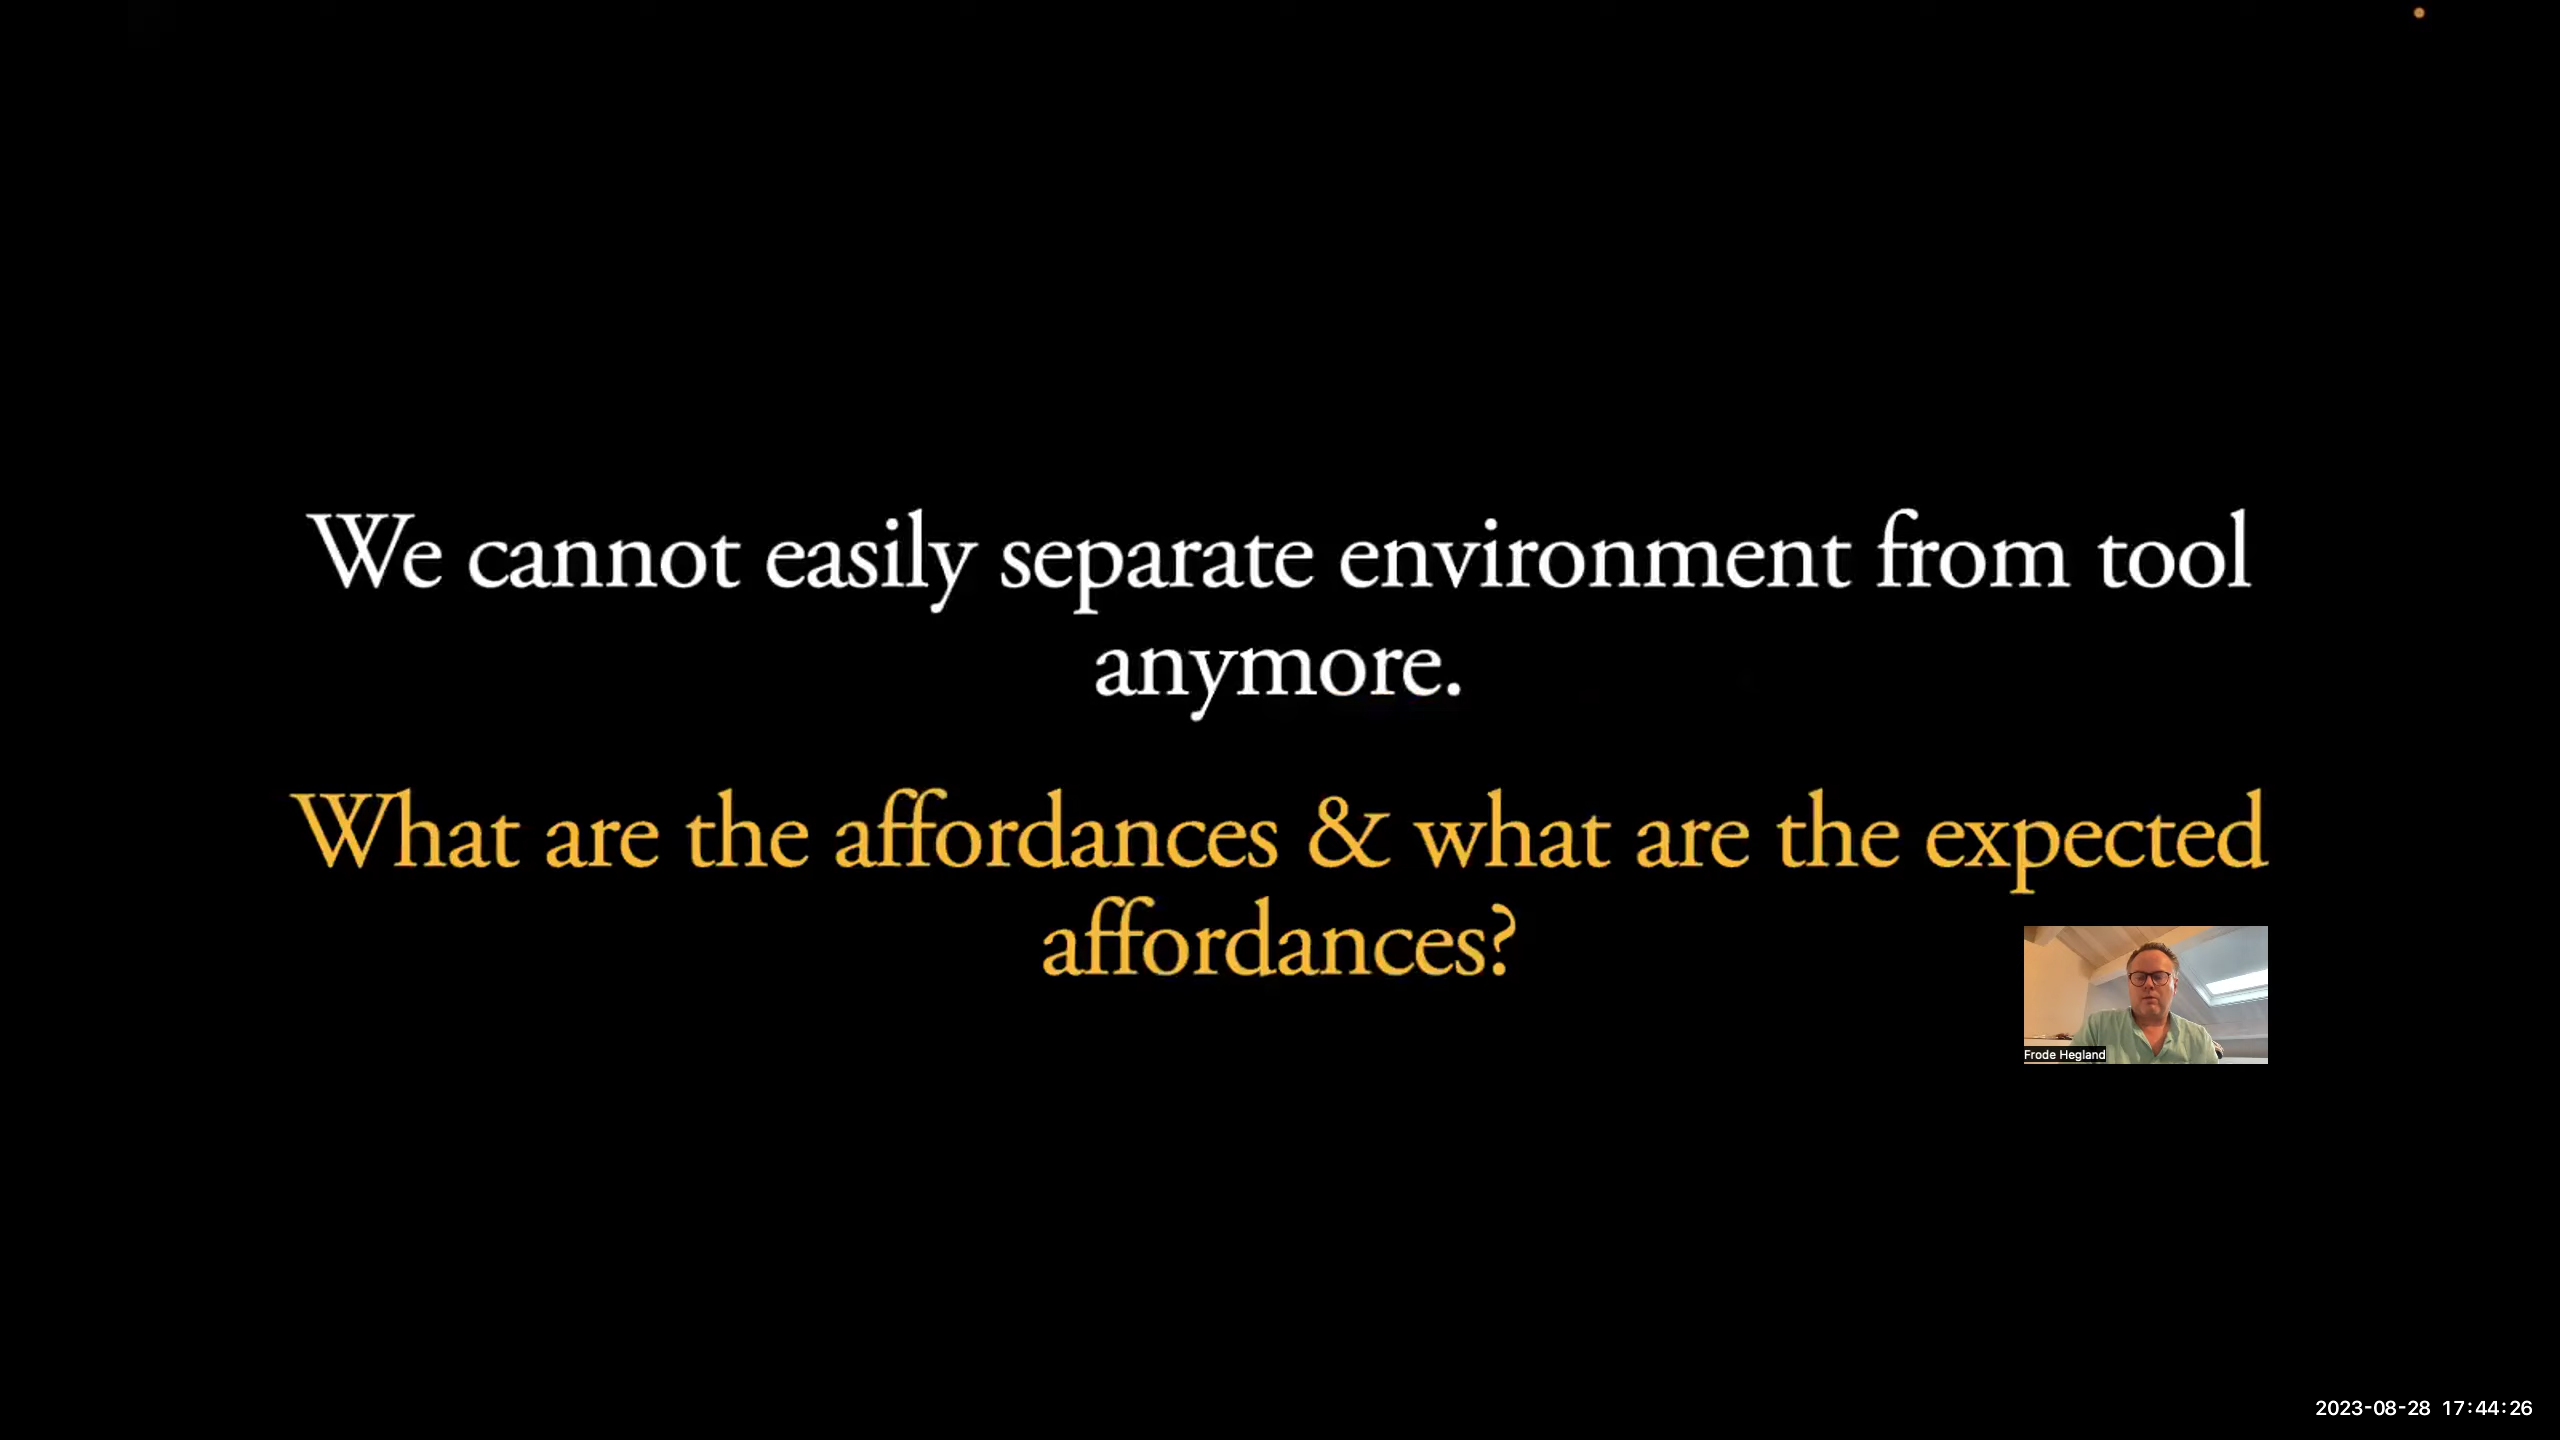 We cannot easily separate environment from tool
anymore.
What are the affordances & what are the expected
affordances?
Frode Hegland
2023-08-28 17:44:26